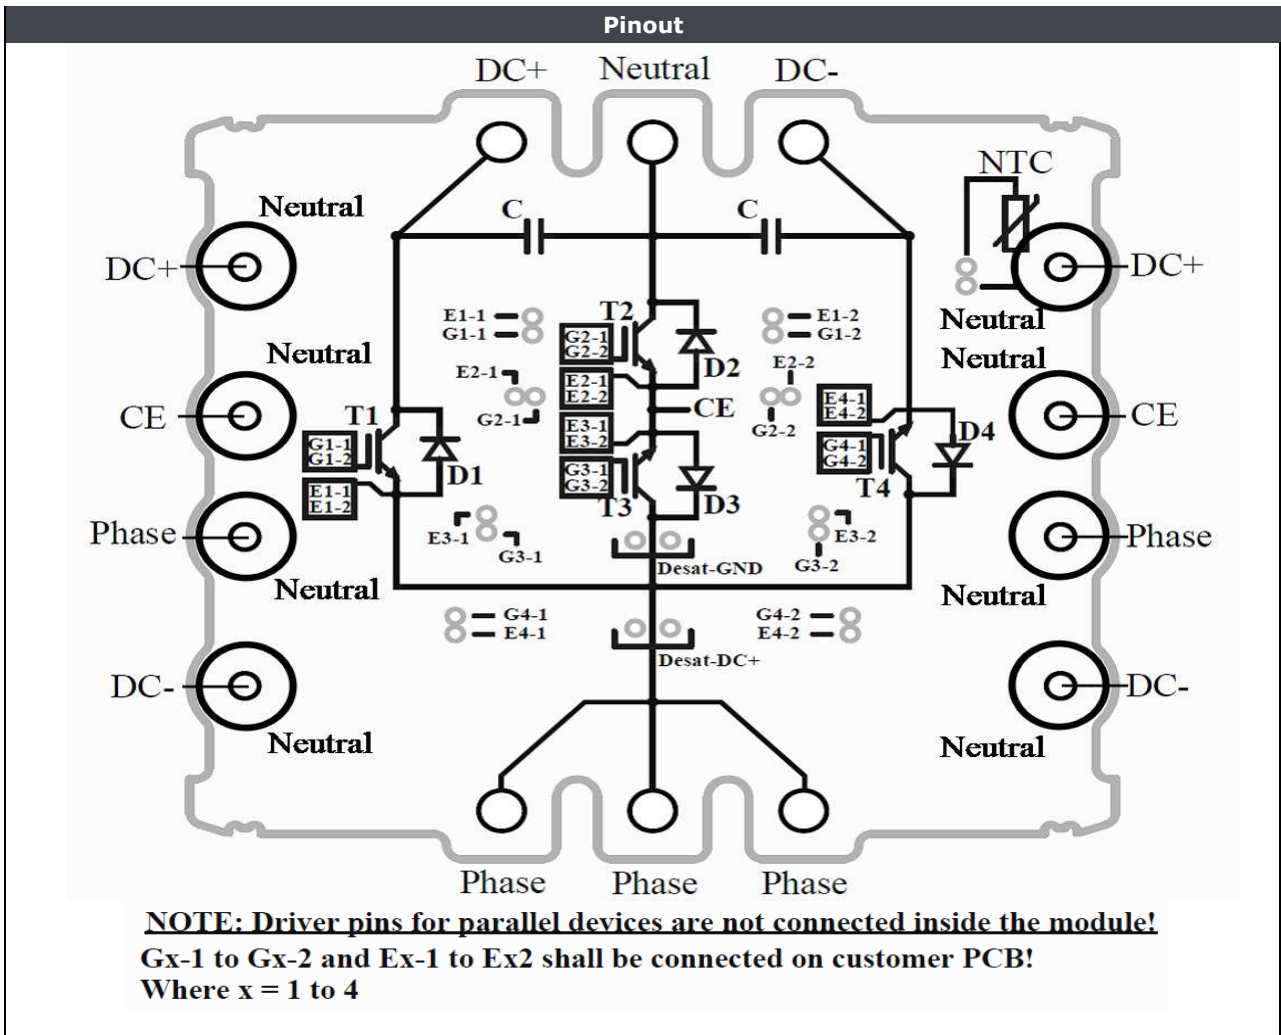 Pinout
DC+ Neutral DC-
NTC
Neutral
C C
DC+ DC+
E1-1 T2 E1-2
G1-1 G2-1 G1-2
G2-2
Neutral
Neutral Neutral
E2-1 D2 E2-2
E2-1
E2-2
CE T1 G2-1 CE G2-2 E4-1 CE
E4-2
E3-1
E3-2
G1-1 G4-1 D4
G1-2 G4-2
D1 G3-1 T4
G3-2
E1-1 T3 D3
E1-2
Phase E3-1 E3-2 Phase
G3-1 Desat-GND G3-2
Neutral Neutral
G4-1 G4-2
E4-1 E4-2
Desat-DC+
DC- DC-
Neutral Neutral
Phase Phase Phase
NOTE: Driver pins for parallel devices are not connected inside the module!
Gx-1 to Gx-2 and Ex-1 to Ex2 shall be connected on customer PCB!
Where x = 1 to 4